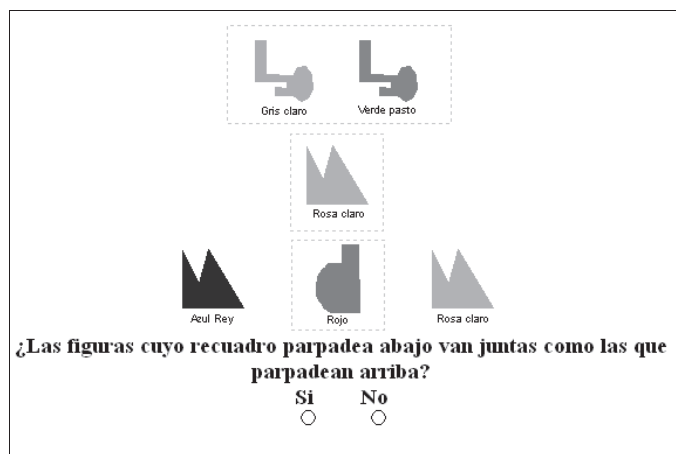 Gris claro Verde pasto
Rosa claro
Azul Rey Rojo Rosa claro
¿Las figuras cuyo recuadro parpadea abajo van juntas como las que
parpadean arriba?
Si No